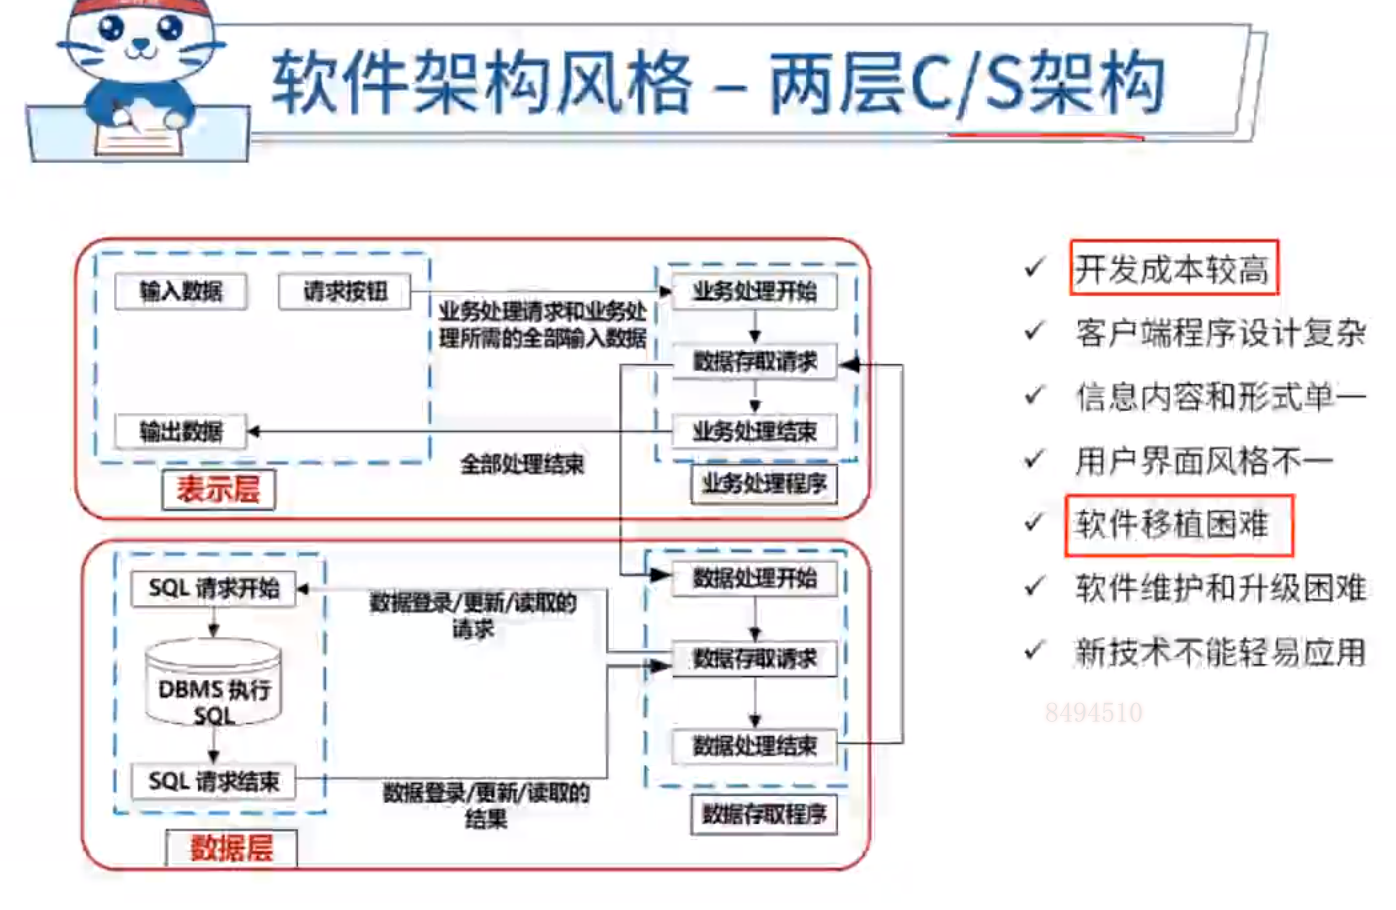 软件架构风格 – 两层C/S架构
输入数据
请求按钮
业务处理请求和业务处
理所需的全部输入数据
业务处理开始
数据存取请求
业务处理结束
输出数据
全部处理结束
表示层
业务处理程序
SQL 请求开始
DBMS 执行
SQL
SQL 请求结束
数据登录/更新/读取的
请求
数据登录/更新/读取的
结果
数据处理开始
数据存取请求
数据处理结束
数据层
数据存取程序
✓ 开发成本较高
✓ 客户端程序设计复杂
✓ 信息内容和形式单一
✓ 用户界面风格不一
✓ 软件移植困难
✓ 软件维护和升级困难
✓ 新技术不能轻易应用
8494510